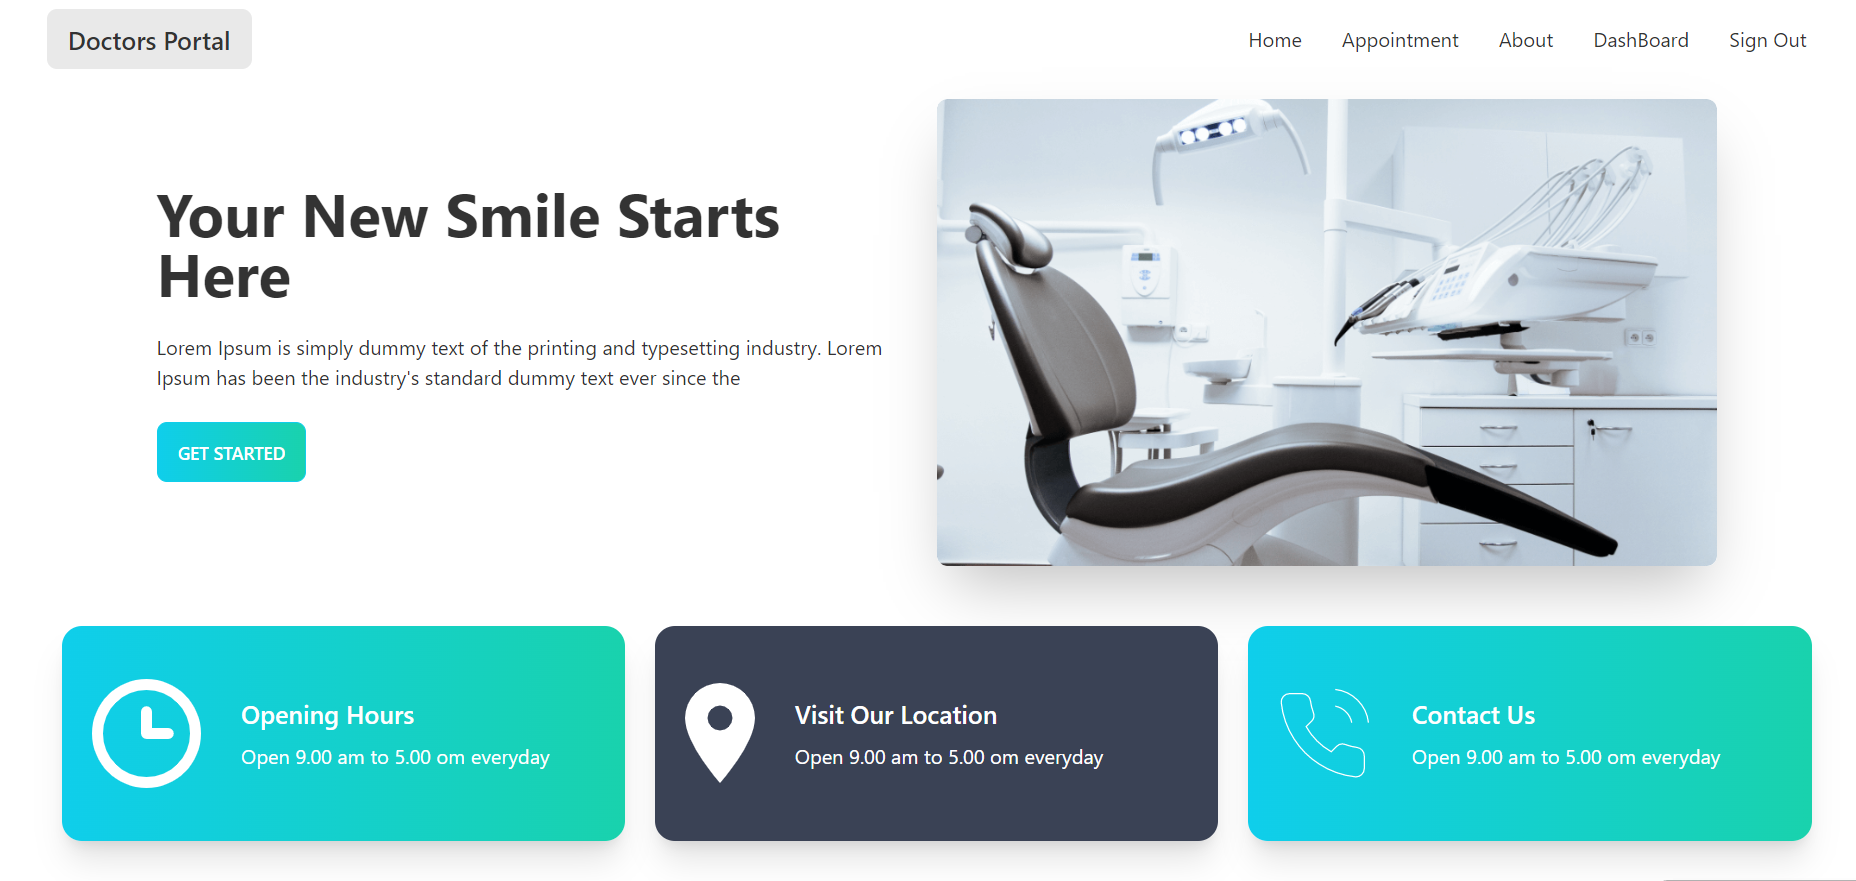 Doctors Portal
Home Appointment About DashBoard Sign Out
Your New Smile Starts
Here
Lorem Ipsum is simply dummy text of the printing and typesetting industry. Lorem
Ipsum has been the industry's standard dummy text ever since the
GET STARTED
Opening Hours
Open 9.00 am to 5.00 om everyday
Visit Our Location
Open 9.00 am to 5.00 om everyday
Contact Us
Open 9.00 am to 5.00 om everyday